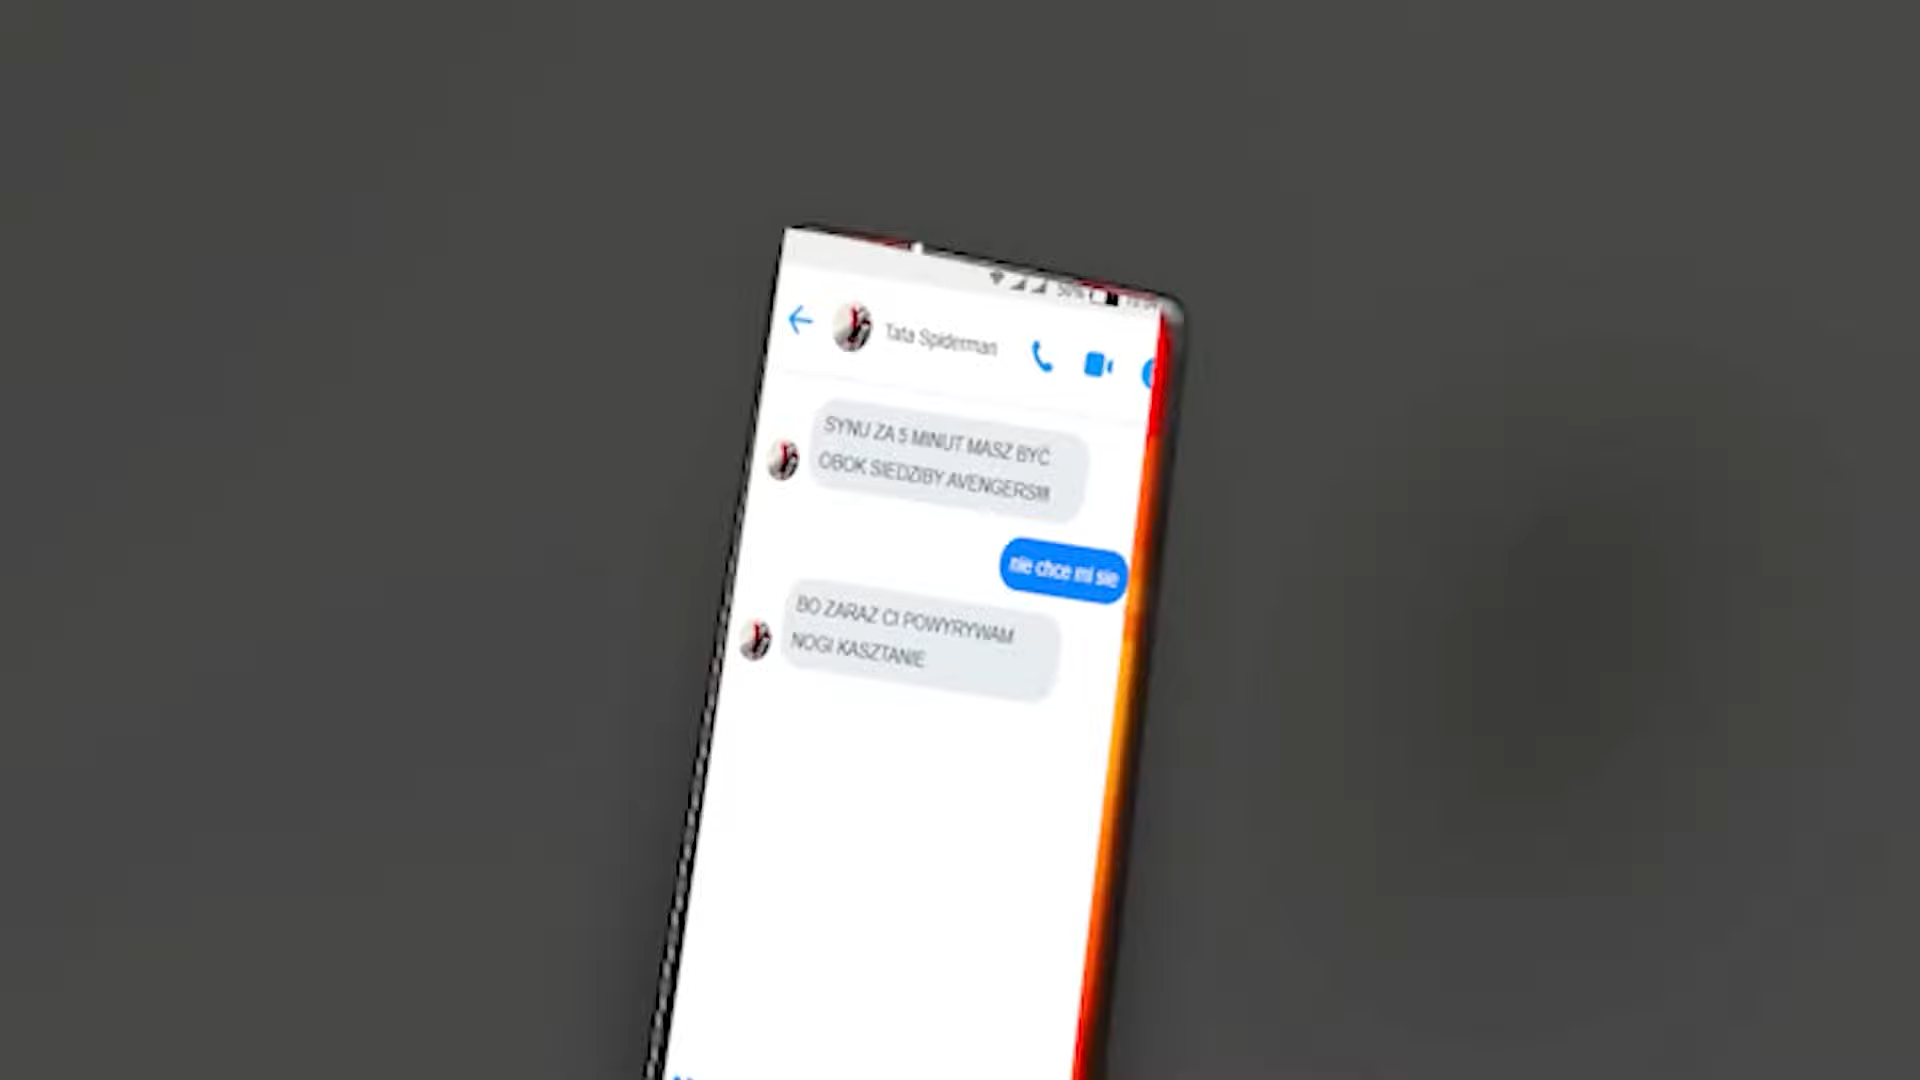 50%
Tata Spiderman
SYNU ZA 5 MINUT MASZ BYĆ
OBOK SIEDZIBY AVENGERS!!!
nie chce mi sie
BO ZARAZ CI POWYRYWAM
NOGI KASZTANIE